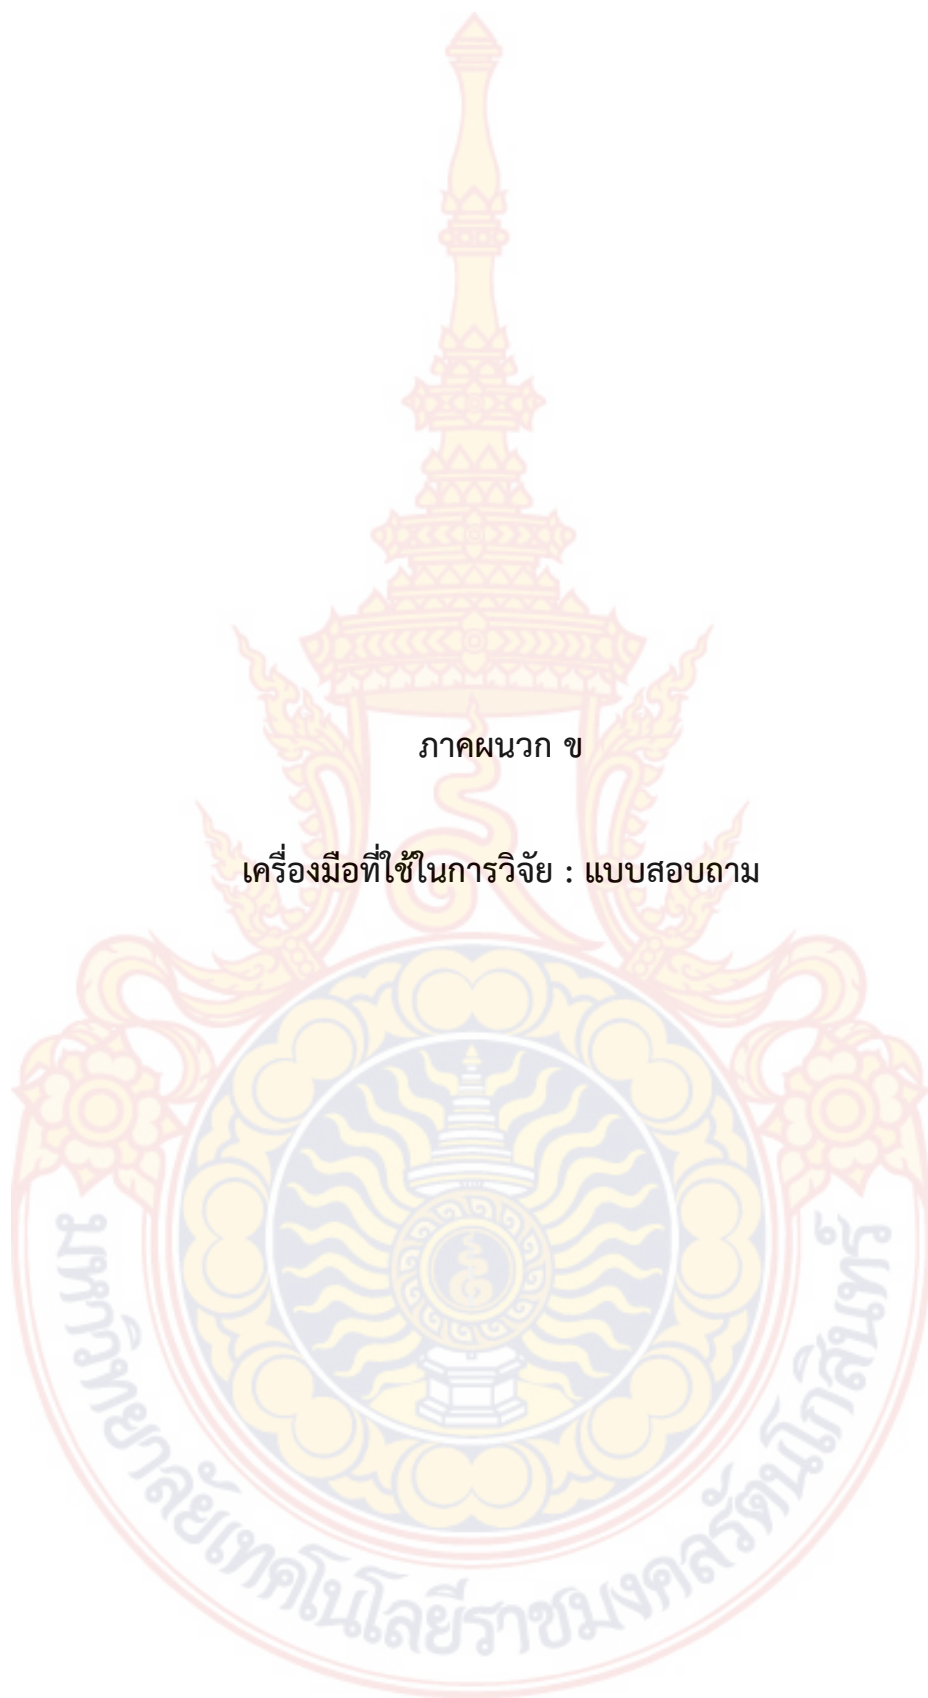 ภาคผนวก ข
เครื่องมือที่ใช้ในการวิจัย : แบบสอบถาม
มหาวิทยาลัยเทคโนโลยีราชมงคลรัตนโกสินทร์